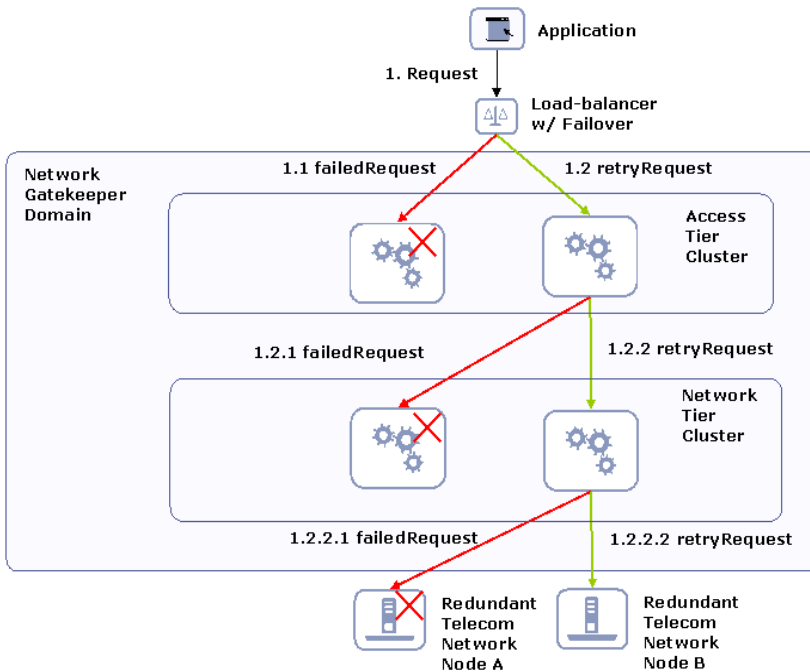 Application
1. Request
Load-balancer
w/ Failover
Network
Gatekeeper
Domain
1.1 failedRequest
1.2 retryRequest
Access
Tier
Cluster
1.2.1 failedRequest
1.2.2 retryRequest
Network
Tier
Cluster
1.2.2.1 failedRequest
1.2.2.2 retryRequest
Redundant
Telecom
Network
Node A
Redundant
Telecom
Network
Node B